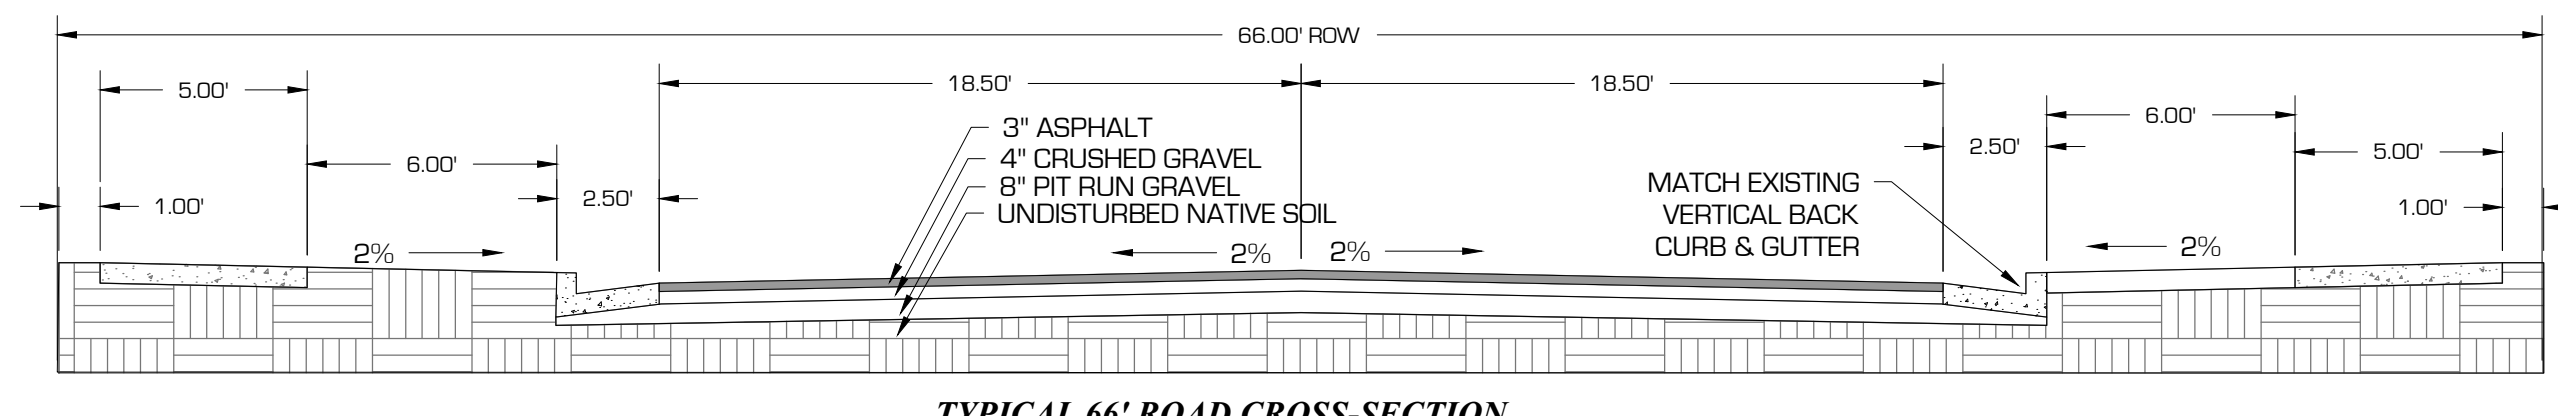 66.00' ROW
5.00'
18.50'
18.50'
6.00'
3" ASPHALT
4" CRUSHED GRAVEL
8" PIT RUN GRAVEL
UNDISTURBED NATIVE SOIL
6.00'
2.50'
5.00'
MATCH EXISTING
VERTICAL BACK
CURB & GUTTER
1.00'
2.50'
1.00'
2%
2%
2%
2%
TYPICAL 66' ROAD CROSS-SECTION